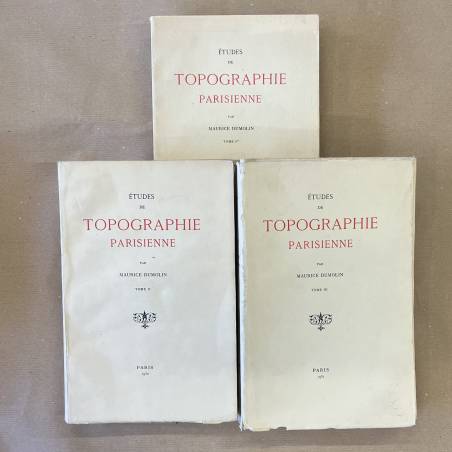 ÉTUDES
DE
TOPOGRAPHIE
PARISIENNE
PAR
MAURICE DUMOLIN
TOME Iᵉʳ
ÉTUDES
DE
TOPOGRAPHIE
PARISIENNE
PAR
MAURICE DUMOLIN
TOME II
PARIS
ÉTUDES
DE
TOPOGRAPHIE
PARISIENNE
PAR
MAURICE DUMOLIN
TOME III
PARIS
1931